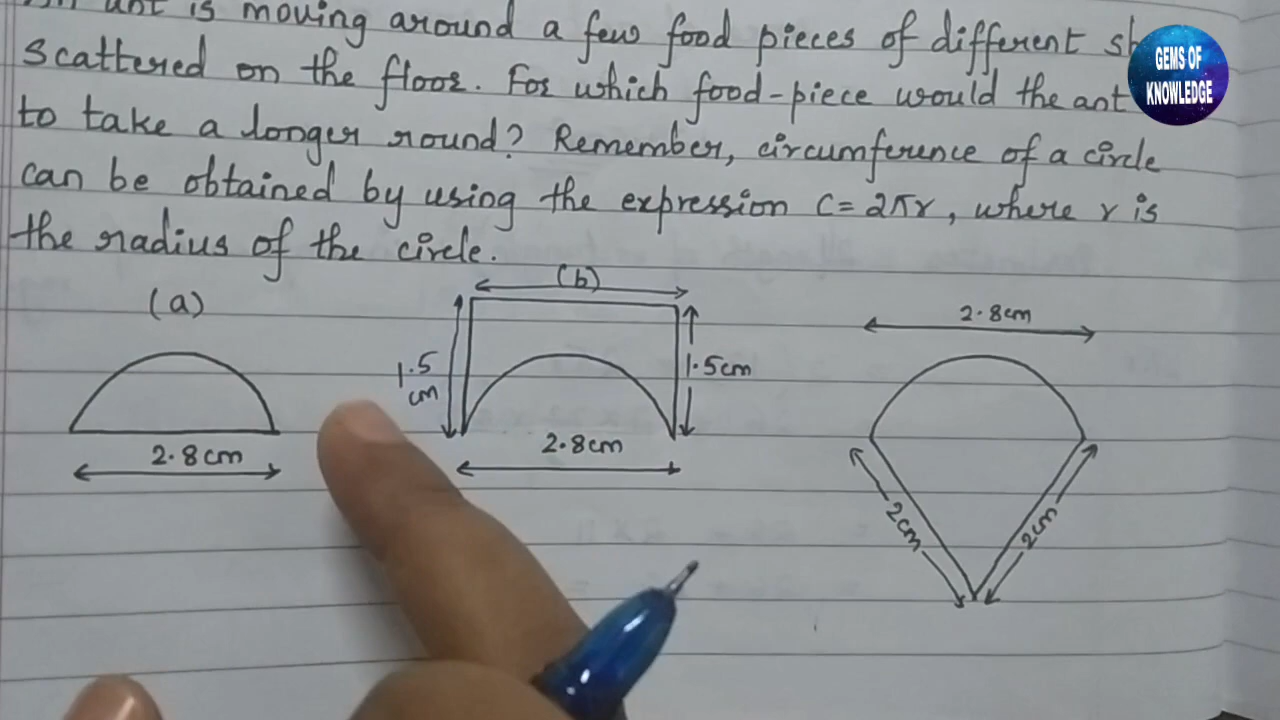 ant is moving around a few food pieces of different
scattered on the floor. For which food-piece would the ant
to take a longer round? Remember, circumference of a circle
can be obtained by using the expression C = 2πr, where r is
the radius of the circle.
(a)
(b)
2.8cm
1.5
cm
1.5cm
2.8cm
2.8cm
2cm
2cm
GEMS OF
KNOWLEDGE